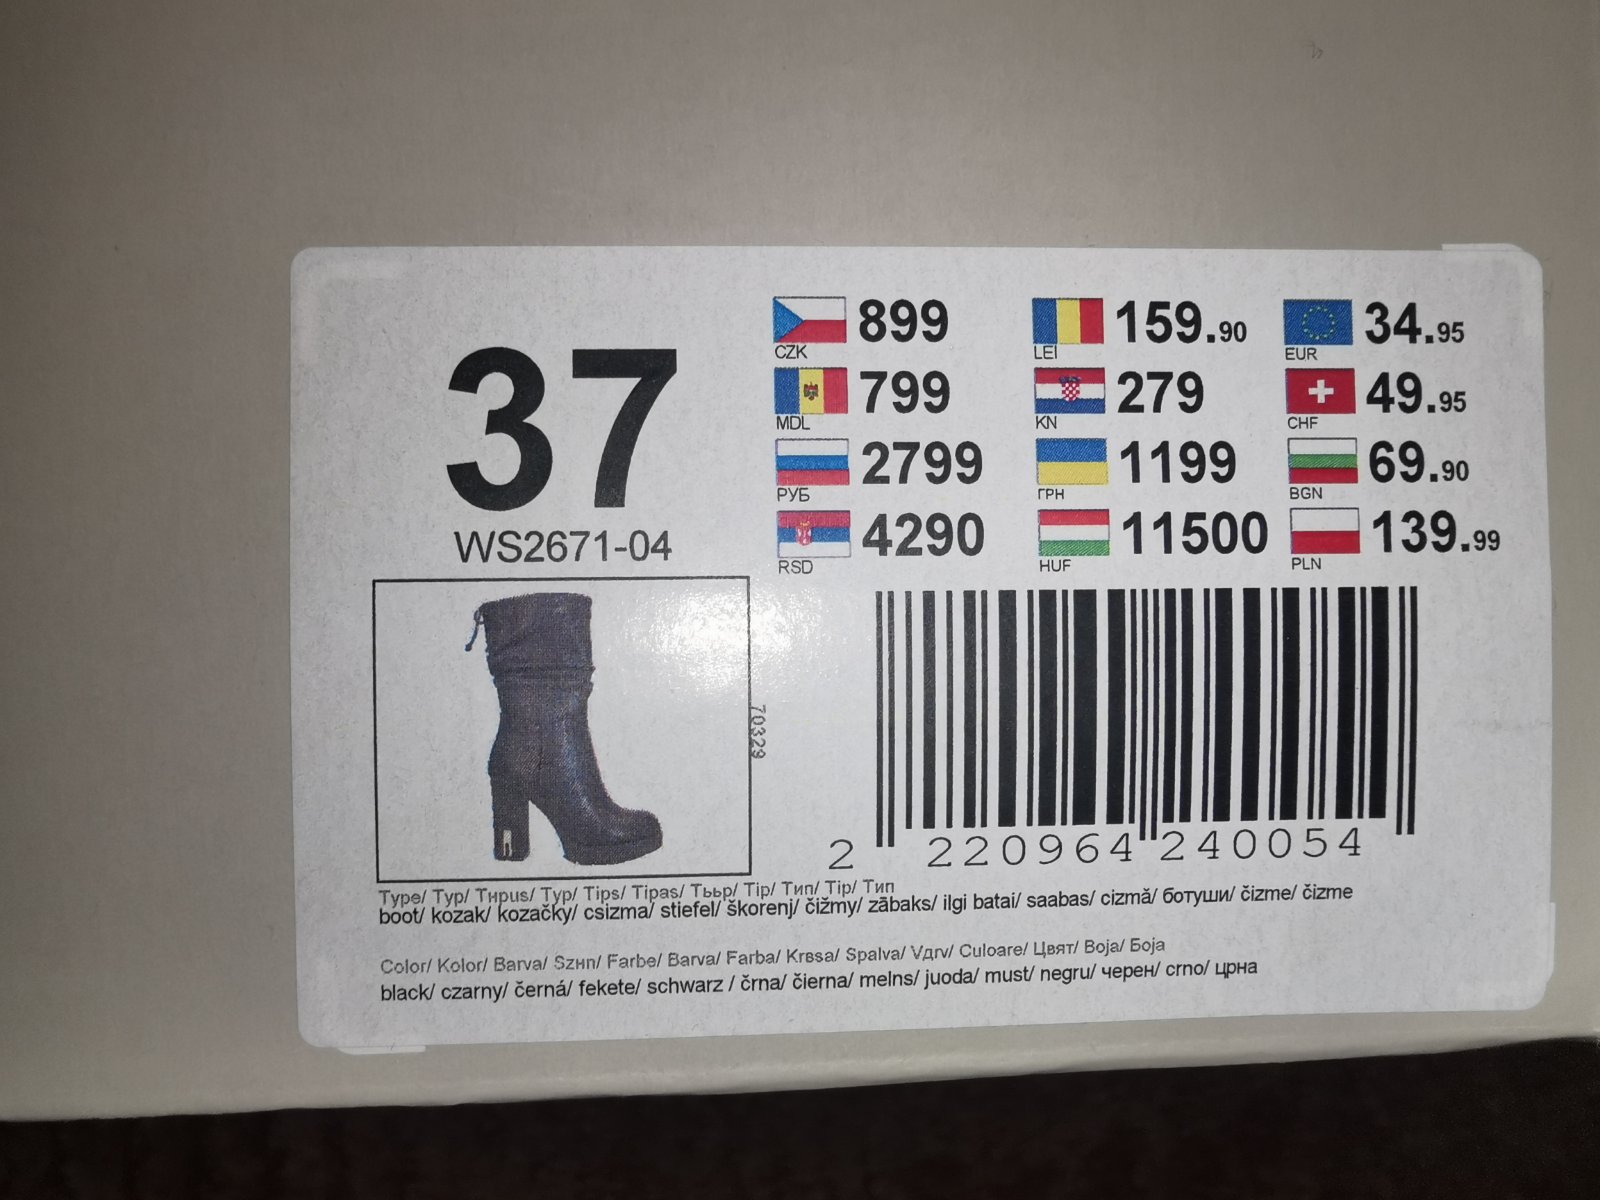 37
WS2671-04
CZK 899
LEI 159.90
EUR 34.95
MDL 799
KN 279
CHF 49.95
РУБ 2799
ГРН 1199
BGN 69.90
RSD 4290
HUF 11500
PLN 139.99
70329
2 220964 240054
Type/ Typ/ Tнpus/ Typ/ Tips/ Tipas/ Tььp/ Tip/ Тип/ Tip/ Тип
boot/ kozak/ kozačky/ csizma/ stiefel/ škorenj/ čižmy/ zābaks/ ilgi batai/ saabas/ cizmă/ ботуши/ čizme/ čizme
Color/ Kolor/ Barva/ Szнn/ Farbe/ Barva/ Farba/ Krвsa/ Spalva/ Vдrv/ Culoare/ Цвят/ Boja/ Боја
black/ czarny/ černá/ fekete/ schwarz / črna/ čierna/ melns/ juoda/ must/ negru/ черен/ crno/ црна